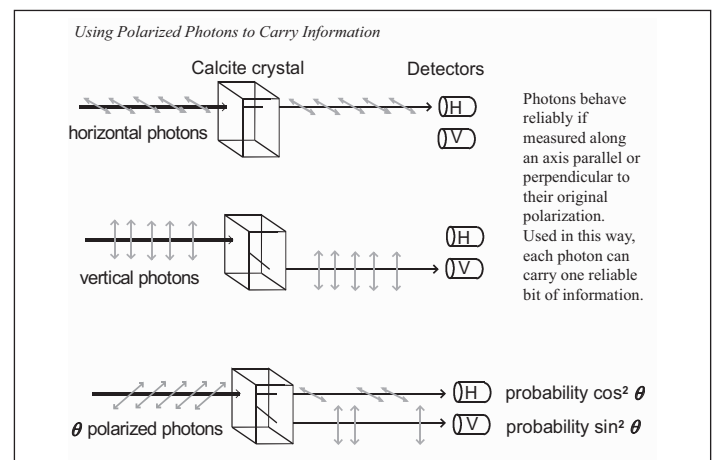 Using Polarized Photons to Carry Information
Calcite crystal
Detectors
H
horizontal photons
V
Photons behave
reliably if
measured along
an axis parallel or
perpendicular to
their original
polarization.
Used in this way,
each photon can
carry one reliable
bit of information.
H
vertical photons
V
H probability cos² θ
θ polarized photons
V probability sin² θ